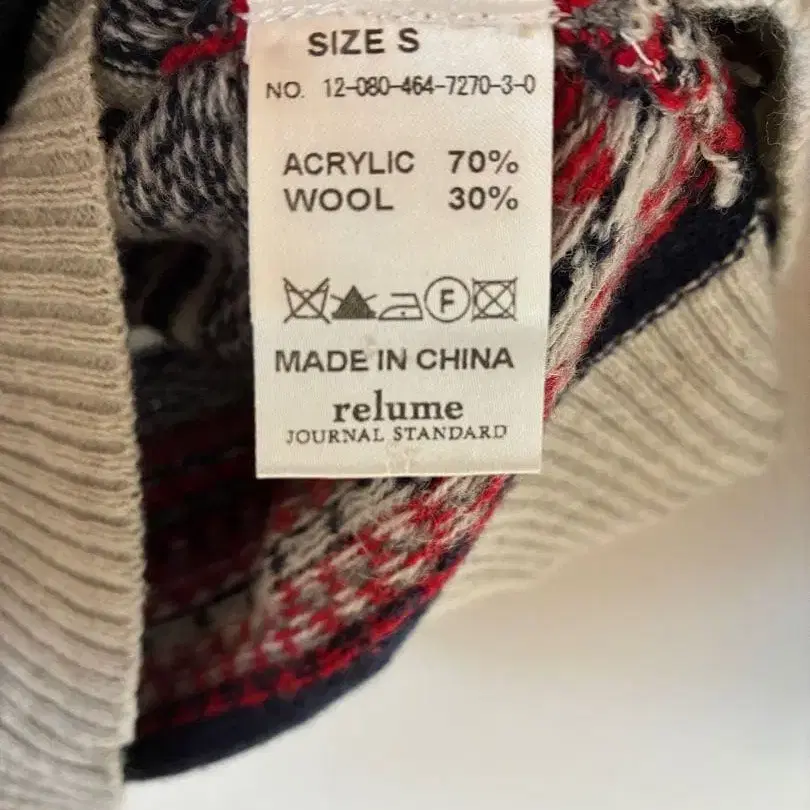 SIZE S
NO. 12-080-464-7270-3-0
ACRYLIC 70%
WOOL 30%
F
MADE IN CHINA
relume
JOURNAL STANDARD